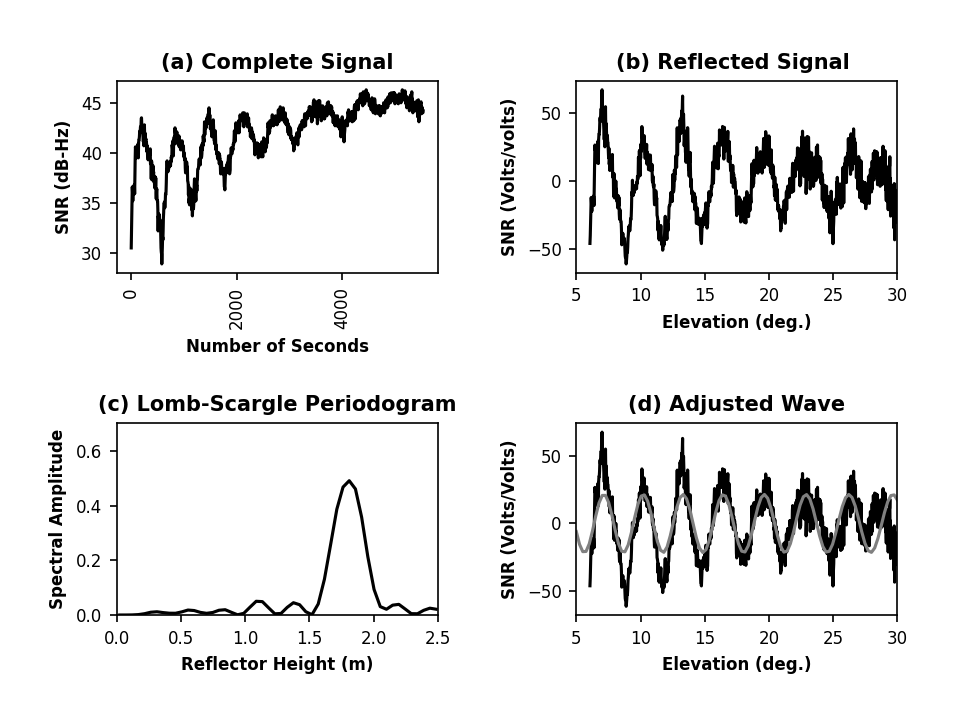 (a) Complete Signal
SNR (dB-Hz)
45
40
35
30
0
2000
4000
Number of Seconds
(b) Reflected Signal
SNR (Volts/volts)
50
0
−50
5 10 15 20 25 30
Elevation (deg.)
(c) Lomb-Scargle Periodogram
Spectral Amplitude
0.6
0.4
0.2
0.0
0.0 0.5 1.0 1.5 2.0 2.5
Reflector Height (m)
(d) Adjusted Wave
SNR (Volts/Volts)
50
0
−50
5 10 15 20 25 30
Elevation (deg.)